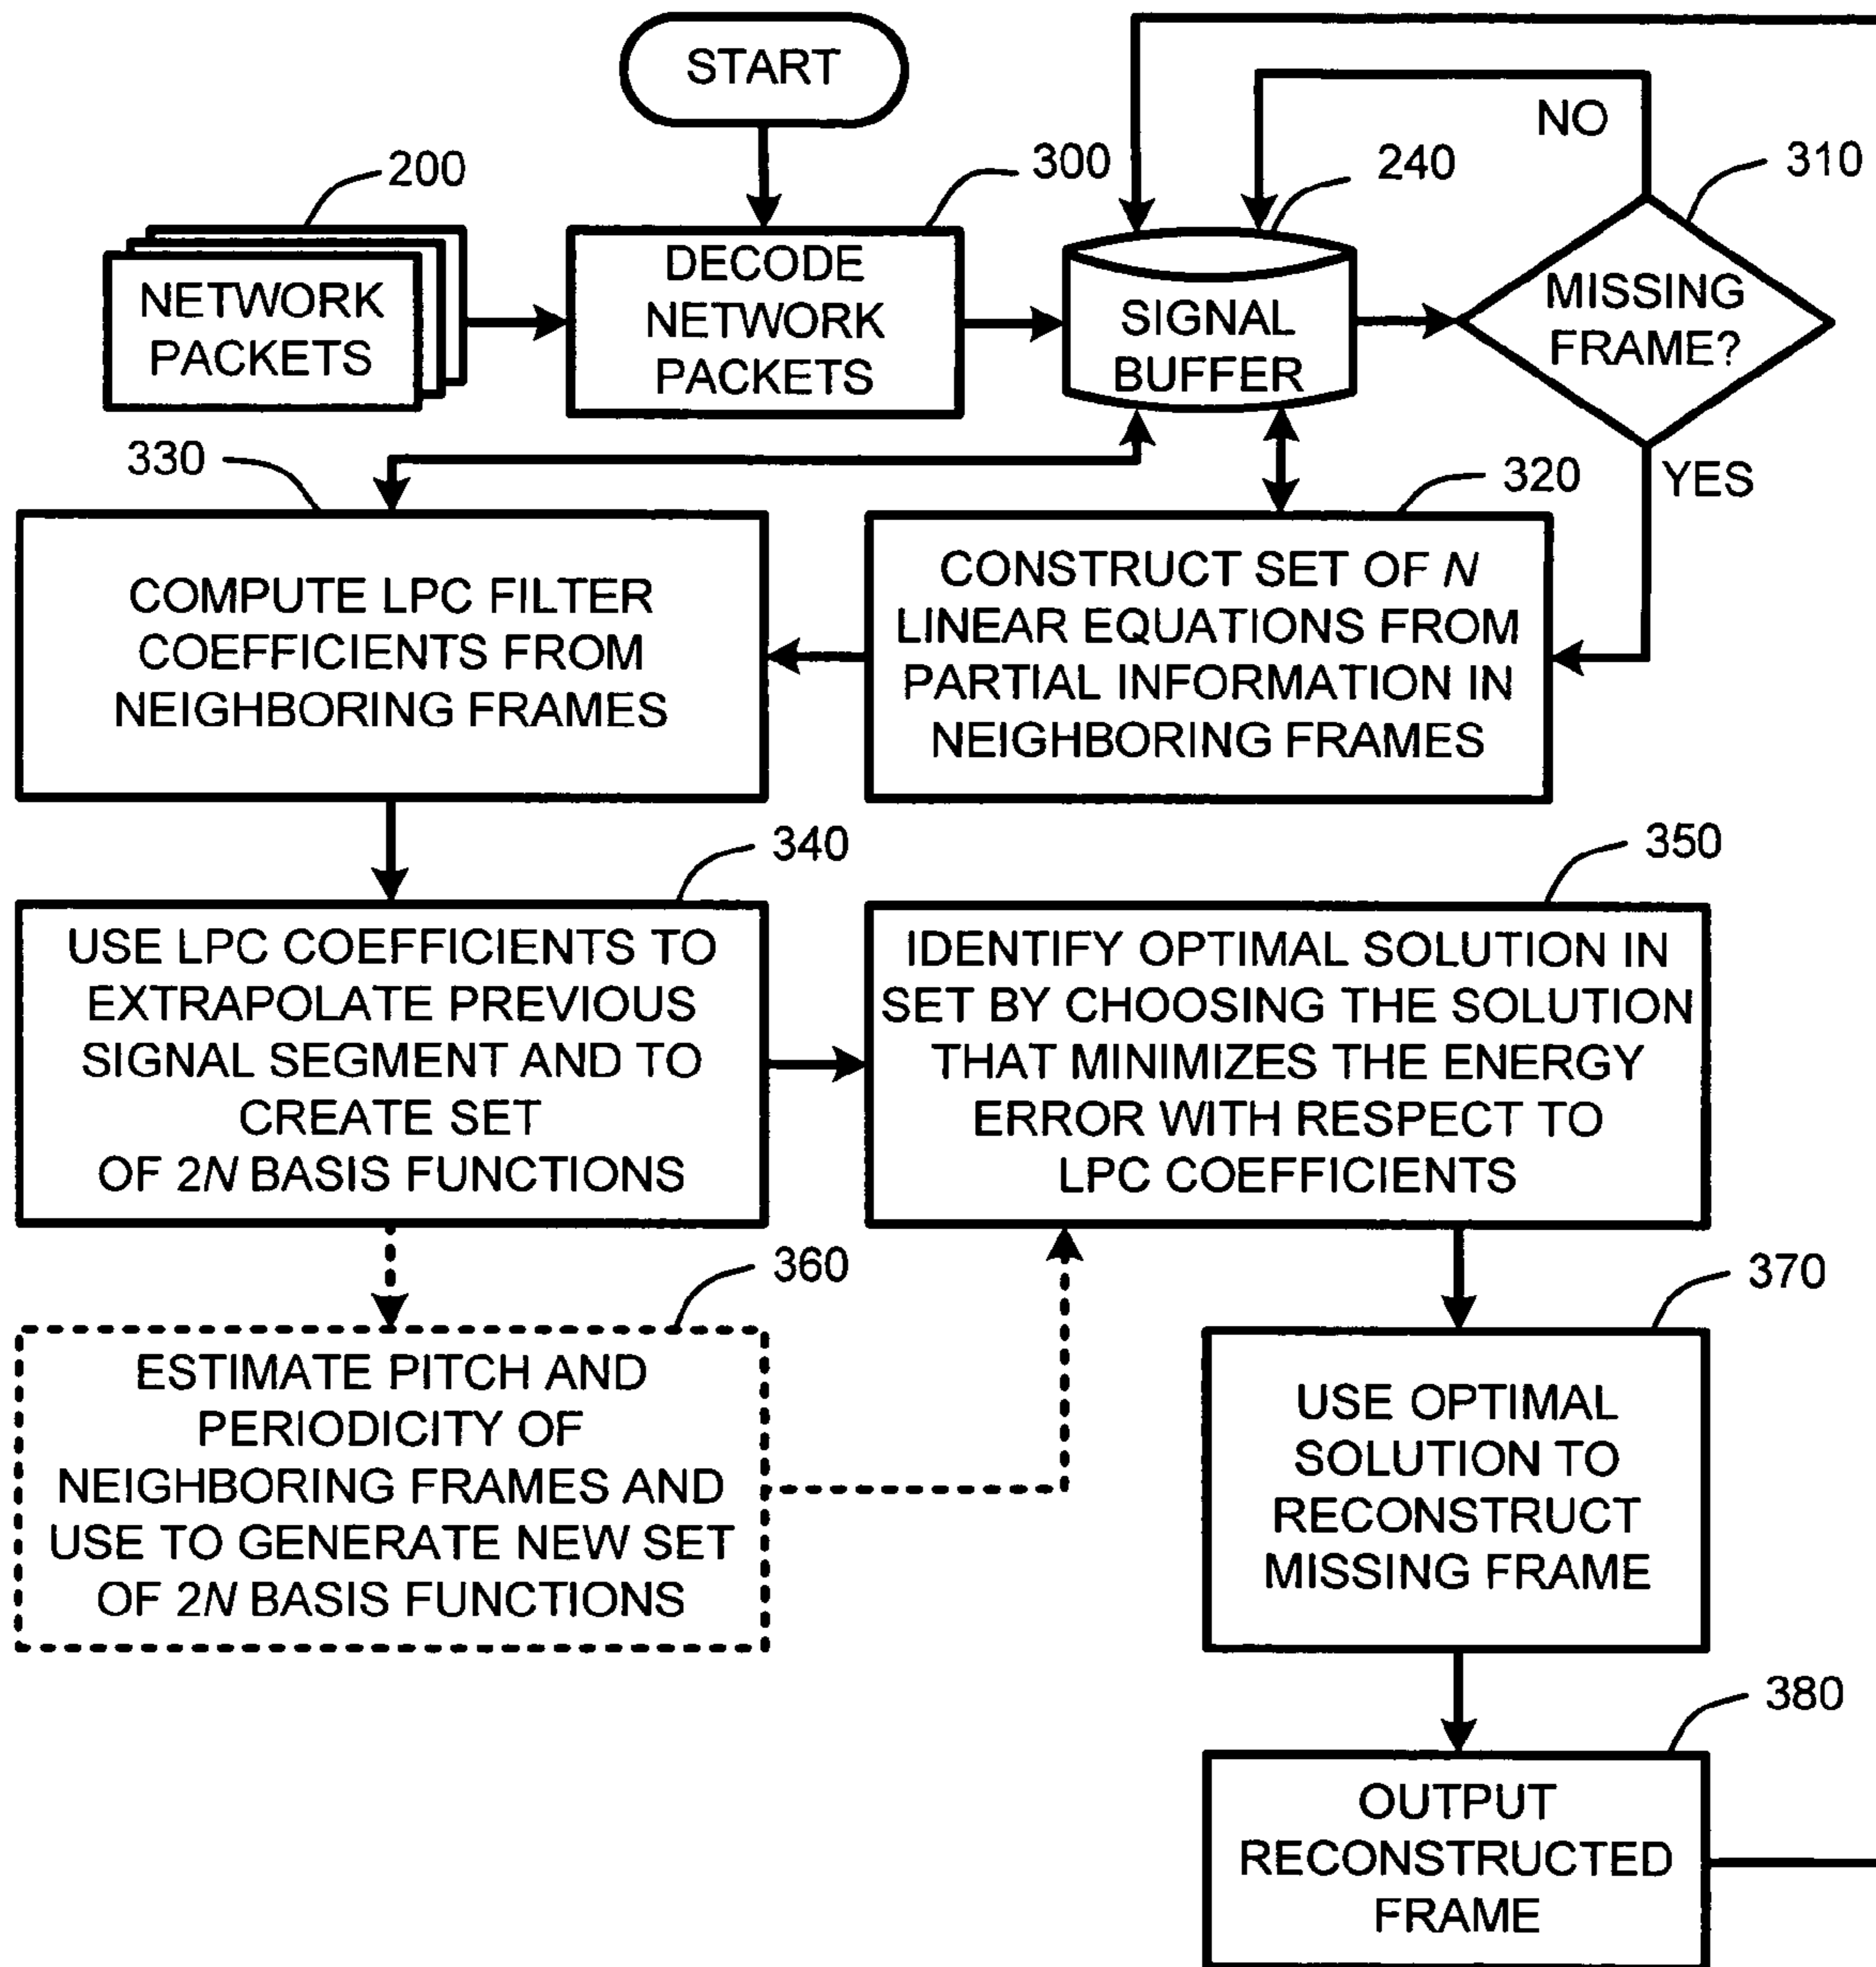 START
200
300
240
NO
310
NETWORK
PACKETS
DECODE
NETWORK
PACKETS
SIGNAL
BUFFER
MISSING
FRAME?
YES
330
320
COMPUTE LPC FILTER
COEFFICIENTS FROM
NEIGHBORING FRAMES
CONSTRUCT SET OF N
LINEAR EQUATIONS FROM
PARTIAL INFORMATION IN
NEIGHBORING FRAMES
340
350
USE LPC COEFFICIENTS TO
EXTRAPOLATE PREVIOUS
SIGNAL SEGMENT AND TO
CREATE SET
OF 2N BASIS FUNCTIONS
IDENTIFY OPTIMAL SOLUTION IN
SET BY CHOOSING THE SOLUTION
THAT MINIMIZES THE ENERGY
ERROR WITH RESPECT TO
LPC COEFFICIENTS
360
370
ESTIMATE PITCH AND
PERIODICITY OF
NEIGHBORING FRAMES AND
USE TO GENERATE NEW SET
OF 2N BASIS FUNCTIONS
USE OPTIMAL
SOLUTION TO
RECONSTRUCT
MISSING FRAME
380
OUTPUT
RECONSTRUCTED
FRAME